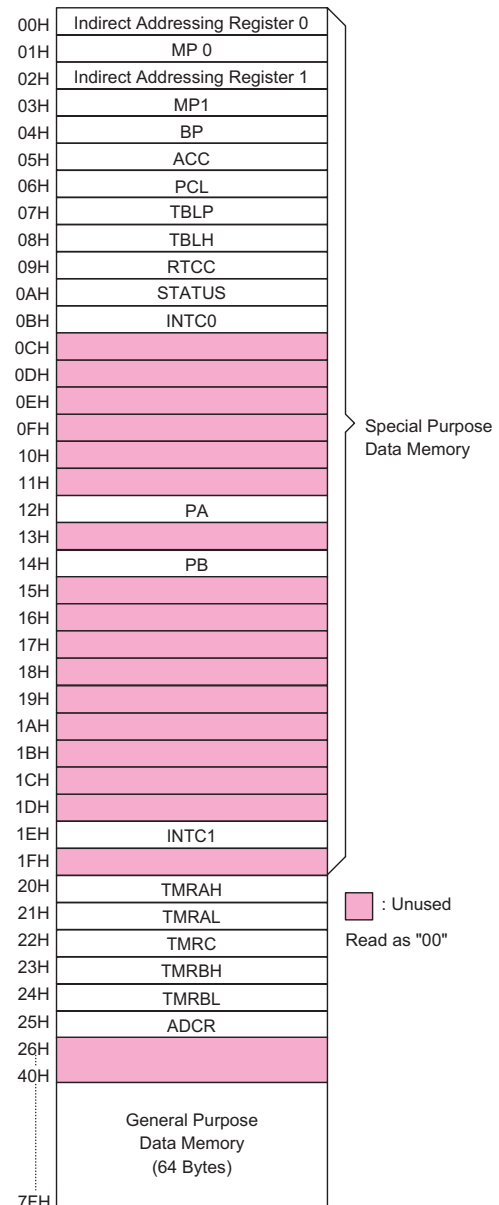 00H Indirect Addressing Register 0
01H MP 0
02H Indirect Addressing Register 1
03H MP1
04H BP
05H ACC
06H PCL
07H TBLP
08H TBLH
09H RTCC
0AH STATUS
0BH INTC0
0CH
0DH
0EH
0FH
10H
11H
12H PA
13H
14H PB
15H
16H
17H
18H
19H
1AH
1BH
1CH
1DH
1EH INTC1
1FH
Special Purpose
Data Memory
20H TMRAH
21H TMRAL
22H TMRC
23H TMRBH
24H TMRBL
25H ADCR
26H
40H
General Purpose
Data Memory
(64 Bytes)
7FH
: Unused
Read as "00"